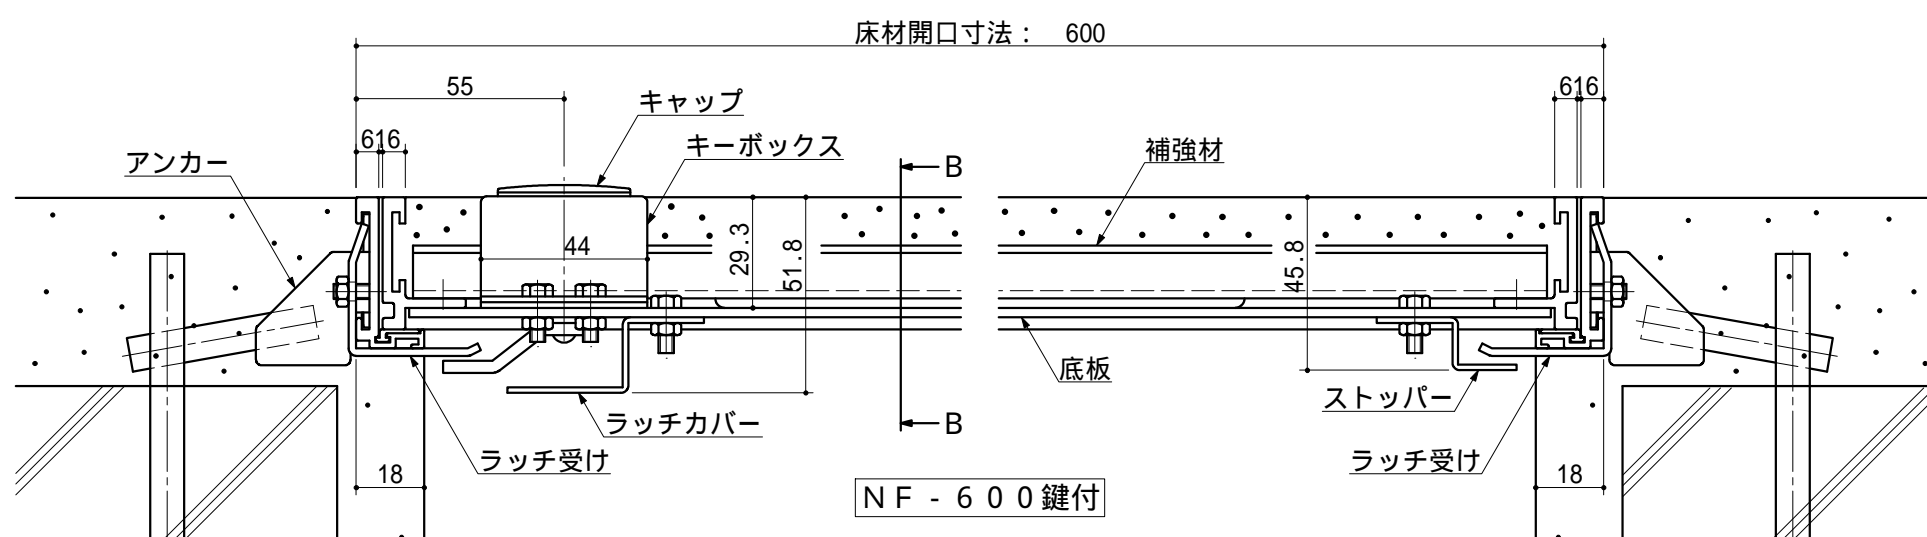 床材開口寸法： 600
55
616
616
キャップ
キーボックス
アンカー
補強材
B
44
29.3
51.8
45.8
底板
ストッパー
ラッチカバー
B
ラッチ受け
ラッチ受け
18
18
ＮＦ-６００鍵付